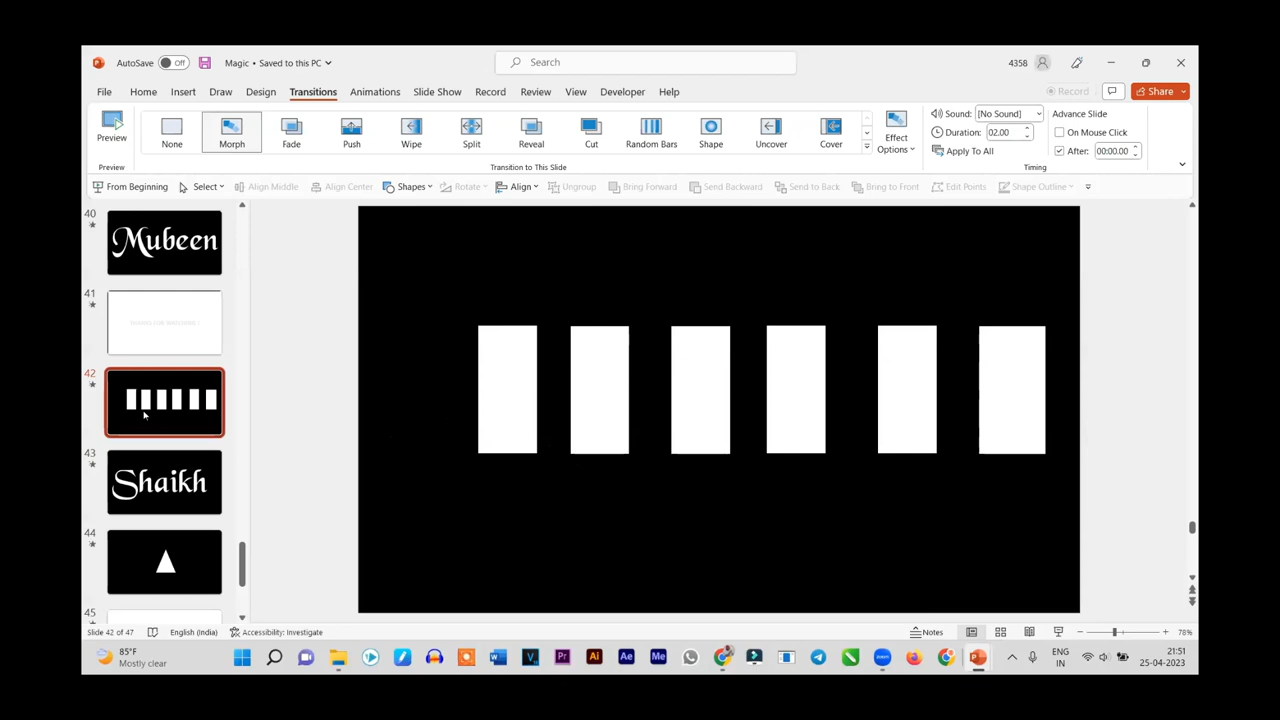 AutoSave Off Magic • Saved to this PC Search 4358
File Home Insert Draw Design Transitions Animations Slide Show Record Review View Developer Help Record Share
Preview None Morph Fade Push Wipe Split Reveal Cut Random Bars Shape Uncover Cover Effect Options
Sound: [No Sound] Advance Slide
Duration: 02.00 On Mouse Click
Apply To All After: 00:00.00
Preview Transition to This Slide Timing
From Beginning Select Align Middle Align Center Shapes Rotate Align Ungroup Bring Forward Send Backward Send to Back Bring to Front Edit Points Shape Outline
40
Mubeen
41
THANKS FOR WATCHING !
42
43
Shaikh
44
45
Slide 42 of 47 English (India) Accessibility: Investigate Notes 78%
85°F
Mostly clear
ENG
IN
21:51
25-04-2023